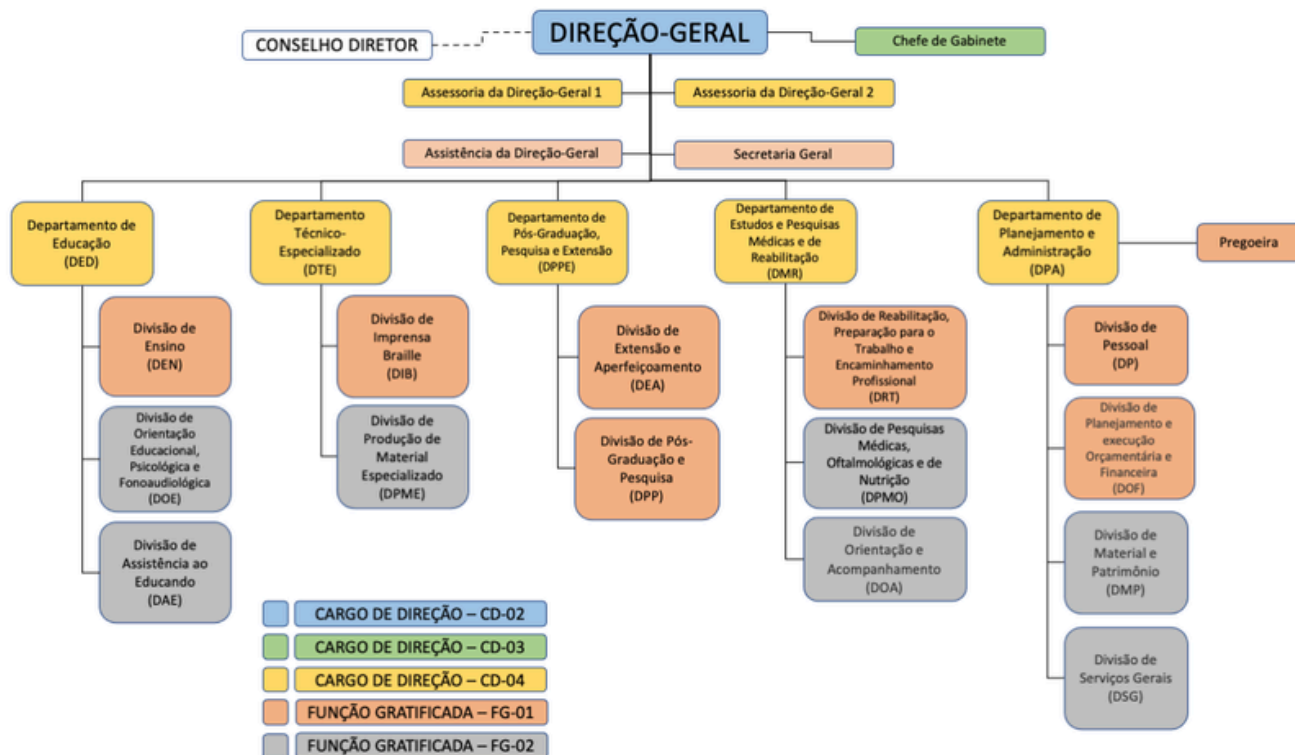 DIREÇÃO-GERAL
CONSELHO DIRETOR
Chefe de Gabinete
Assessoria da Direção-Geral 1
Assessoria da Direção-Geral 2
Assistência da Direção-Geral
Secretaria Geral
Departamento de
Educação
(DED)
Departamento
Técnico-
Especializado
(DTE)
Departamento de
Pós-Graduação,
Pesquisa e Extensão
(DPPE)
Departamento de
Estudos e Pesquisas
Médicas e de
Reabilitação
(DMR)
Departamento de
Planejamento e
Administração
(DPA)
Pregoeira
Divisão de
Ensino
(DEN)
Divisão de
Orientação
Educacional,
Psicológica e
Fonoaudiológica
(DOE)
Divisão de
Assistência ao
Educando
(DAE)
Divisão de
Imprensa
Braille
(DIB)
Divisão de
Produção de
Material
Especializado
(DPME)
Divisão de
Extensão e
Aperfeiçoamento
(DEA)
Divisão de Pós-
Graduação e
Pesquisa
(DPP)
Divisão de Reabilitação,
Preparação para o
Trabalho e
Encaminhamento
Profissional
(DRT)
Divisão de Pesquisas
Médicas,
Oftalmológicas e de
Nutrição
(DPMO)
Divisão de
Orientação e
Acompanhamento
(DOA)
Divisão de
Pessoal
(DP)
Divisão de
Planejamento e
execução
Orçamentária e
Financeira
(DOF)
Divisão de
Material e
Patrimônio
(DMP)
Divisão de
Serviços Gerais
(DSG)
CARGO DE DIREÇÃO – CD-02
CARGO DE DIREÇÃO – CD-03
CARGO DE DIREÇÃO – CD-04
FUNÇÃO GRATIFICADA – FG-01
FUNÇÃO GRATIFICADA – FG-02